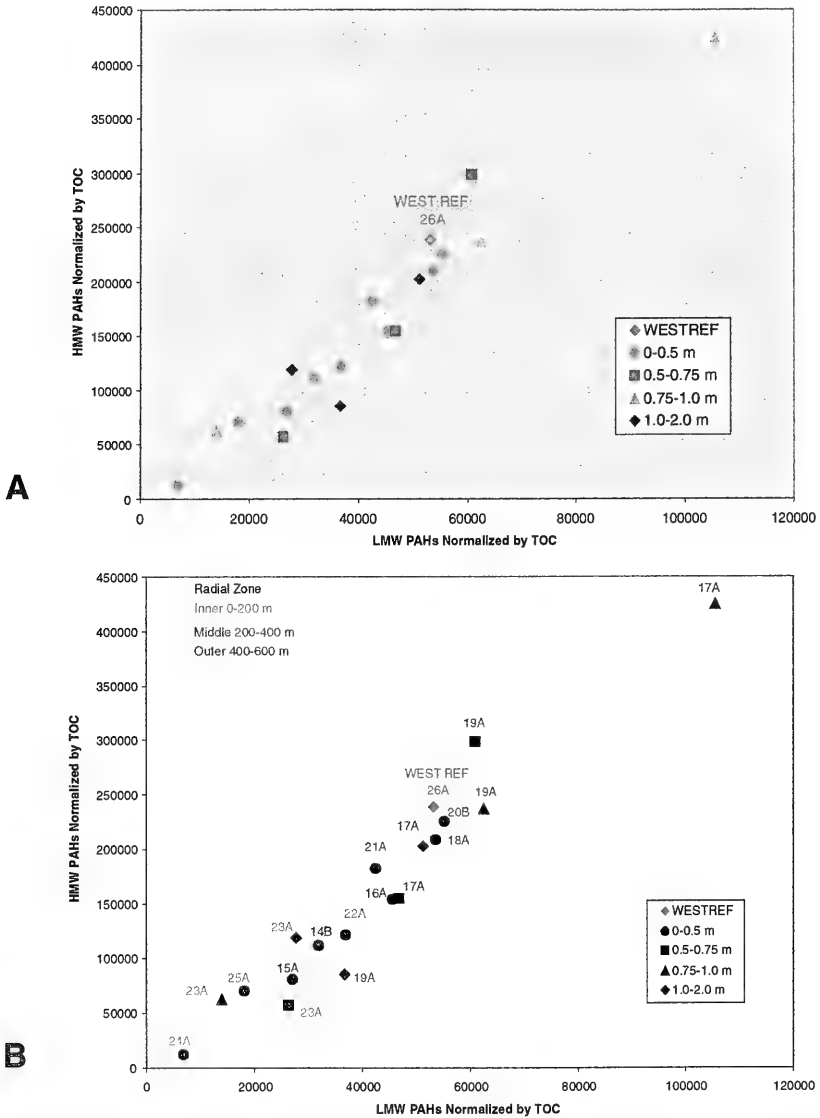 450000
400000
350000
300000
250000
200000
150000
100000
50000
0
HMW PAHs Normalized by TOC
WEST REF
26A
WESTREF
0-0.5 m
0.5-0.75 m
0.75-1.0 m
1.0-2.0 m
A
0 20000 40000 60000 80000 100000 120000
LMW PAHs Normalized by TOC
450000
400000
350000
300000
250000
200000
150000
100000
50000
0
HMW PAHs Normalized by TOC
Radial Zone
Inner 0-200 m
Middle 200-400 m
Outer 400-600 m
17A
19A
WEST REF
26A
19A
20B
17A
18A
21A
16A 17A
22A
23A 14B
15A
19A
25A
23A
23A
24A
WESTREF
0-0.5 m
0.5-0.75 m
0.75-1.0 m
1.0-2.0 m
B
0 20000 40000 60000 80000 100000 120000
LMW PAHs Normalized by TOC